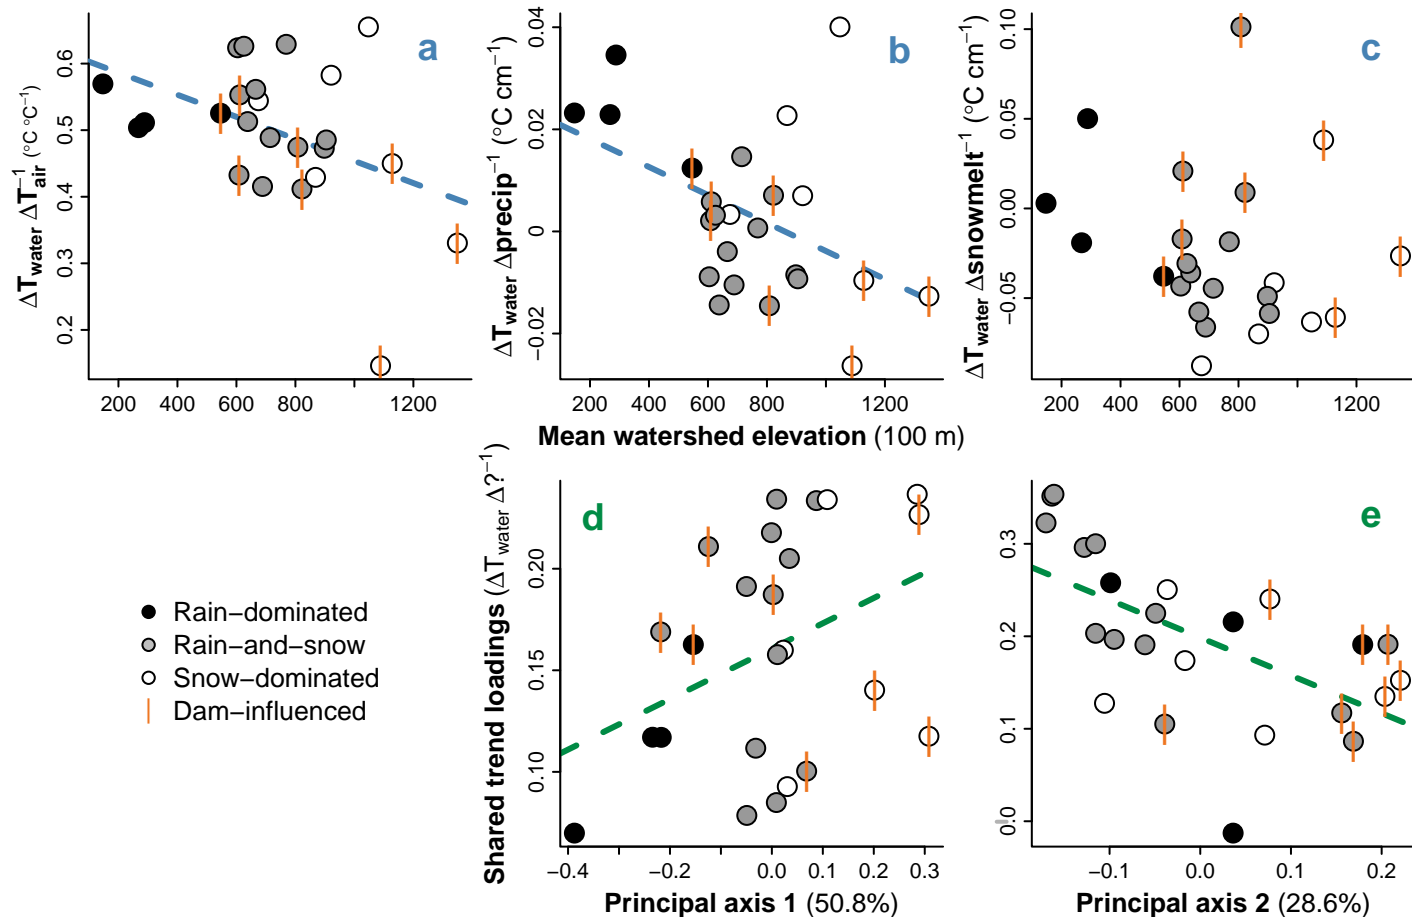 a
0.2 0.3 0.4 0.5 0.6
ΔT_water ΔT_air^−1 (°C °C^−1)
200 400 600 800 1200
b
−0.02 0 0.02 0.04
ΔT_water Δprecip^−1 (°C cm^−1)
200 400 600 800 1200
c
−0.05 0.00 0.05 0.10
ΔT_water Δsnowmelt^−1 (°C cm^−1)
200 400 600 800 1200
Mean watershed elevation (100 m)
Rain−dominated
Rain−and−snow
Snow−dominated
Dam−influenced
d
0.10 0.15 0.20
Shared trend loadings (ΔT_water Δ?^−1)
−0.4 −0.2 0.0 0.1 0.2 0.3
Principal axis 1 (50.8%)
e
0.0 0.1 0.2 0.3
−0.1 0.0 0.1 0.2
Principal axis 2 (28.6%)